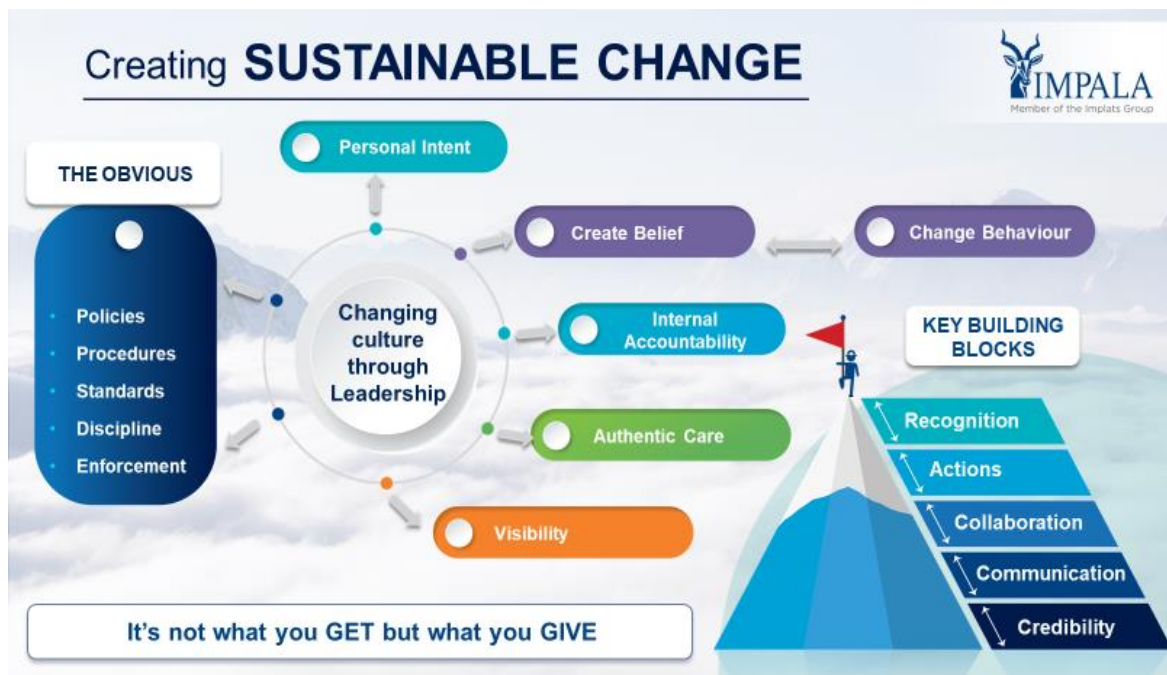 Creating SUSTAINABLE CHANGE
IMPALA
Member of the Implats Group
THE OBVIOUS
Policies
Procedures
Standards
Discipline
Enforcement
Changing
culture
through
Leadership
Personal Intent
Create Belief
Change Behaviour
Internal
Accountability
Authentic Care
Visibility
KEY BUILDING
BLOCKS
Recognition
Actions
Collaboration
Communication
Credibility
It's not what you GET but what you GIVE